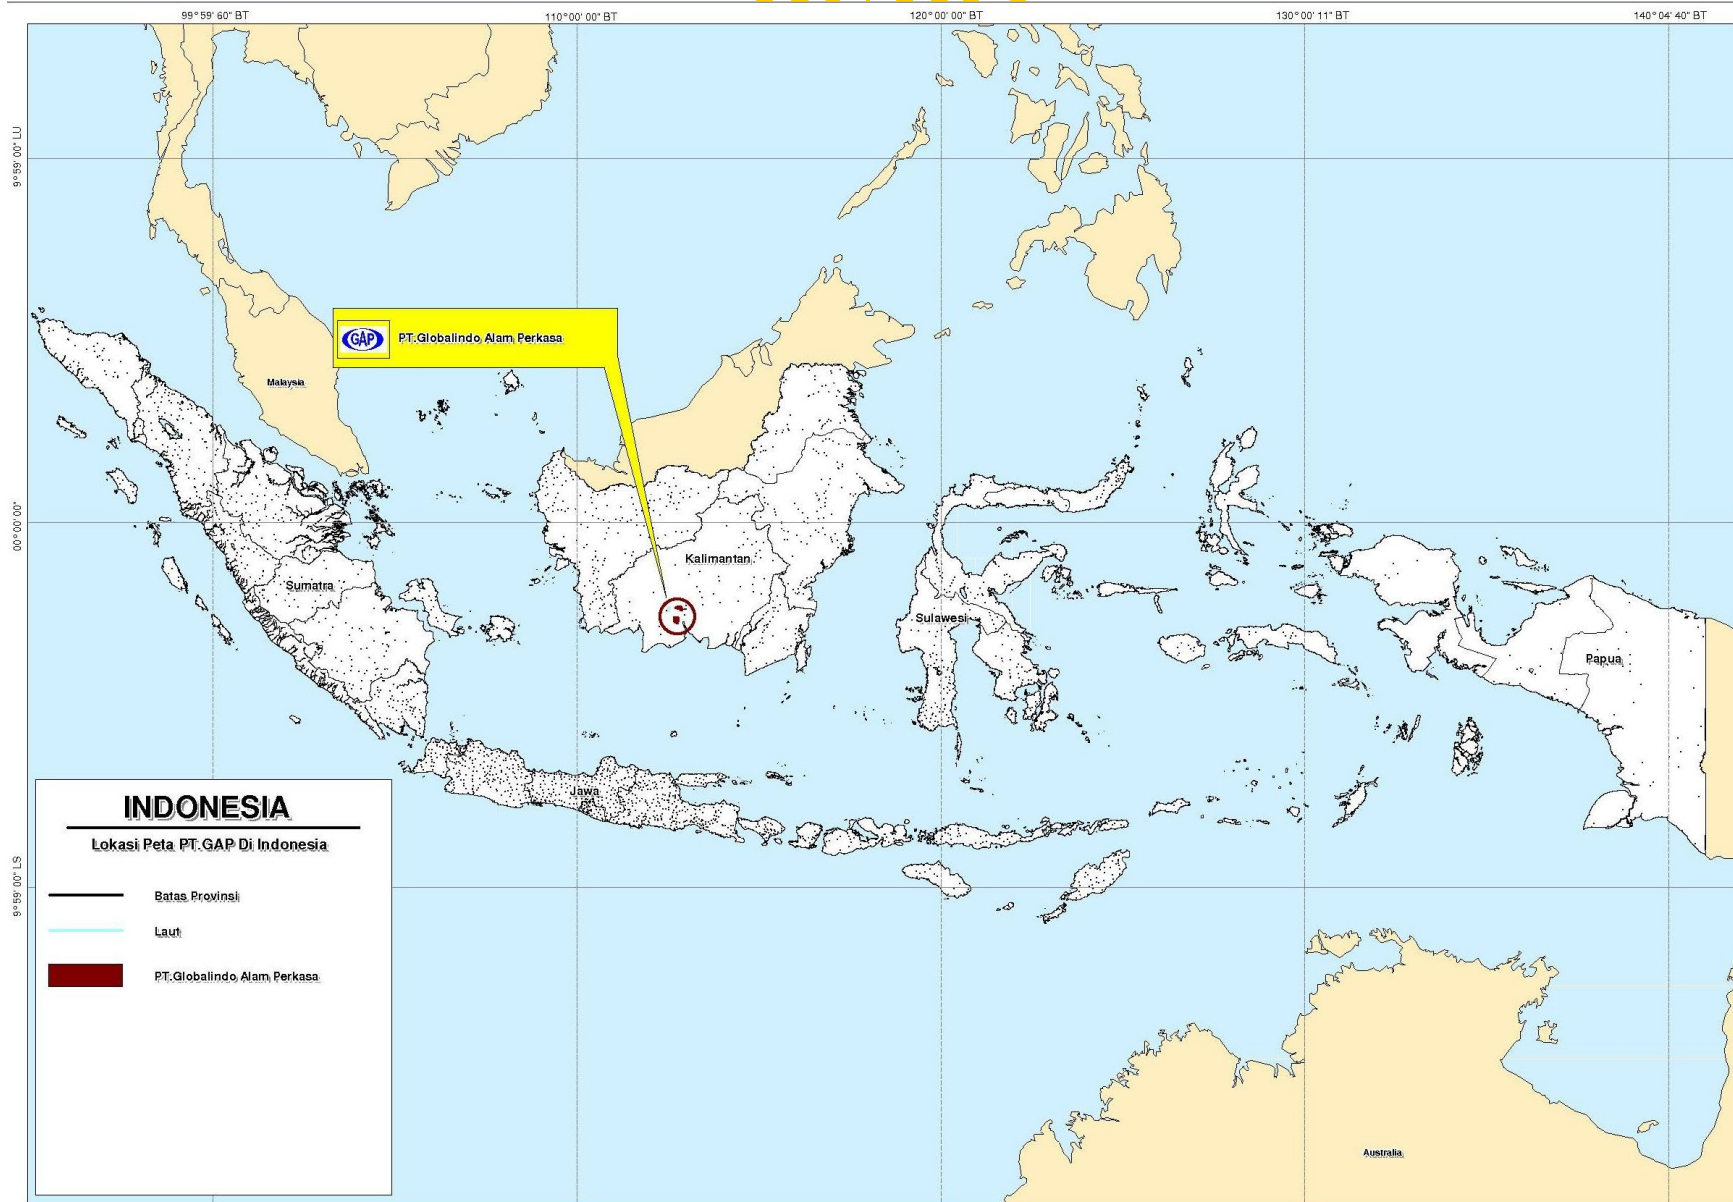 99°59'60" BT
110°00'00" BT
120°00'00" BT
130°00'11" BT
140°04'40" BT
9°59'00" LU
00°00'00"
9°59'00" LS
GAP
PT.Globalindo Alam Perkasa
Malaysia
Kalimantan
Sumatra
Sulawesi
Papua
Jawa
Australia
INDONESIA
Lokasi Peta PT.GAP Di Indonesia
Batas Provinsi
Laut
PT.Globalindo Alam Perkasa